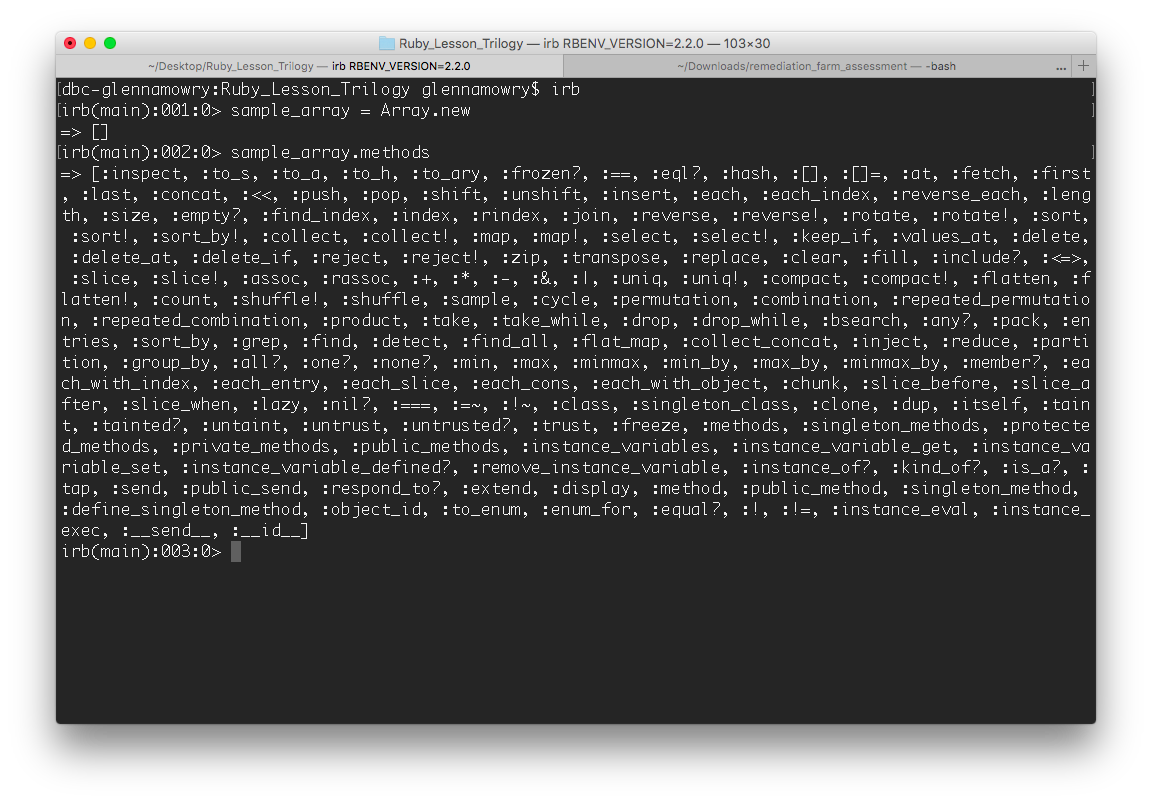 Ruby_Lesson_Trilogy — irb RBENV_VERSION=2.2.0 — 103×30
~/Desktop/Ruby_Lesson_Trilogy — irb RBENV_VERSION=2.2.0
~/Downloads/remediation_farm_assessment — -bash
... +
[dbc-glennamowry:Ruby_Lesson_Trilogy glennamowry$ irb ]
[irb(main):001:0> sample_array = Array.new ]
=> []
[irb(main):002:0> sample_array.methods ]
=> [:inspect, :to_s, :to_a, :to_h, :to_ary, :frozen?, :==, :eql?, :hash, :[], :[]=, :at, :fetch, :first
, :last, :concat, :<<, :push, :pop, :shift, :unshift, :insert, :each, :each_index, :reverse_each, :leng
th, :size, :empty?, :find_index, :index, :rindex, :join, :reverse, :reverse!, :rotate, :rotate!, :sort,
:sort!, :sort_by!, :collect, :collect!, :map, :map!, :select, :select!, :keep_if, :values_at, :delete,
:delete_at, :delete_if, :reject, :reject!, :zip, :transpose, :replace, :clear, :fill, :include?, :<=>,
:slice, :slice!, :assoc, :rassoc, :+, :*, :-, :&, :|, :uniq, :uniq!, :compact, :compact!, :flatten, :f
latten!, :count, :shuffle!, :shuffle, :sample, :cycle, :permutation, :combination, :repeated_permutatio
n, :repeated_combination, :product, :take, :take_while, :drop, :drop_while, :bsearch, :any?, :pack, :en
tries, :sort_by, :grep, :find, :detect, :find_all, :flat_map, :collect_concat, :inject, :reduce, :parti
tion, :group_by, :all?, :one?, :none?, :min, :max, :minmax, :min_by, :max_by, :minmax_by, :member?, :ea
ch_with_index, :each_entry, :each_slice, :each_cons, :each_with_object, :chunk, :slice_before, :slice_a
fter, :slice_when, :lazy, :nil?, :===, :=~, :!~, :class, :singleton_class, :clone, :dup, :itself, :tain
t, :tainted?, :untaint, :untrust, :untrusted?, :trust, :freeze, :methods, :singleton_methods, :protecte
d_methods, :private_methods, :public_methods, :instance_variables, :instance_variable_get, :instance_va
riable_set, :instance_variable_defined?, :remove_instance_variable, :instance_of?, :kind_of?, :is_a?, :
tap, :send, :public_send, :respond_to?, :extend, :display, :method, :public_method, :singleton_method,
:define_singleton_method, :object_id, :to_enum, :enum_for, :equal?, :!, :!=, :instance_eval, :instance_
exec, :__send__, :__id__]
irb(main):003:0>